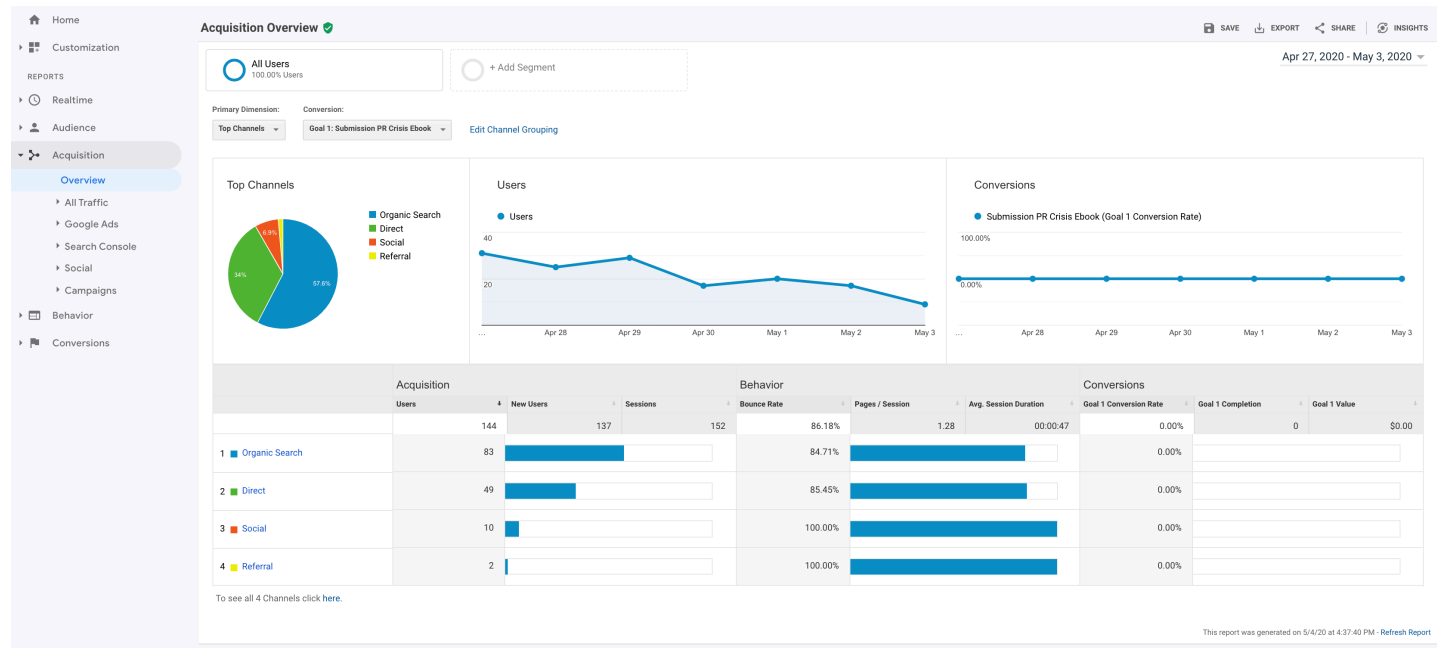 Home
Customization
REPORTS
Realtime
Audience
Acquisition
Overview
All Traffic
Google Ads
Search Console
Social
Campaigns
Behavior
Conversions
Acquisition Overview
SAVE EXPORT SHARE INSIGHTS
All Users
100.00% Users
+ Add Segment
Apr 27, 2020 - May 3, 2020
Primary Dimension: Conversion:
Top Channels Goal 1: Submission PR Crisis Ebook Edit Channel Grouping
Top Channels
Organic Search
Direct
Social
Referral
6.9%
34%
57.6%
Users
Users
40
20
... Apr 28 Apr 29 Apr 30 May 1 May 2 May 3
Conversions
Submission PR Crisis Ebook (Goal 1 Conversion Rate)
100.00%
0.00%
... Apr 28 Apr 29 Apr 30 May 1 May 2 May 3
Acquisition Behavior Conversions
Users New Users Sessions Bounce Rate Pages / Session Avg. Session Duration Goal 1 Conversion Rate Goal 1 Completion Goal 1 Value
144 137 152 86.18% 1.28 00:00:47 0.00% 0 $0.00
1 Organic Search 83 84.71% 0.00%
2 Direct 49 85.45% 0.00%
3 Social 10 100.00% 0.00%
4 Referral 2 100.00% 0.00%
To see all 4 Channels click here.
This report was generated on 5/4/20 at 4:37:40 PM - Refresh Report